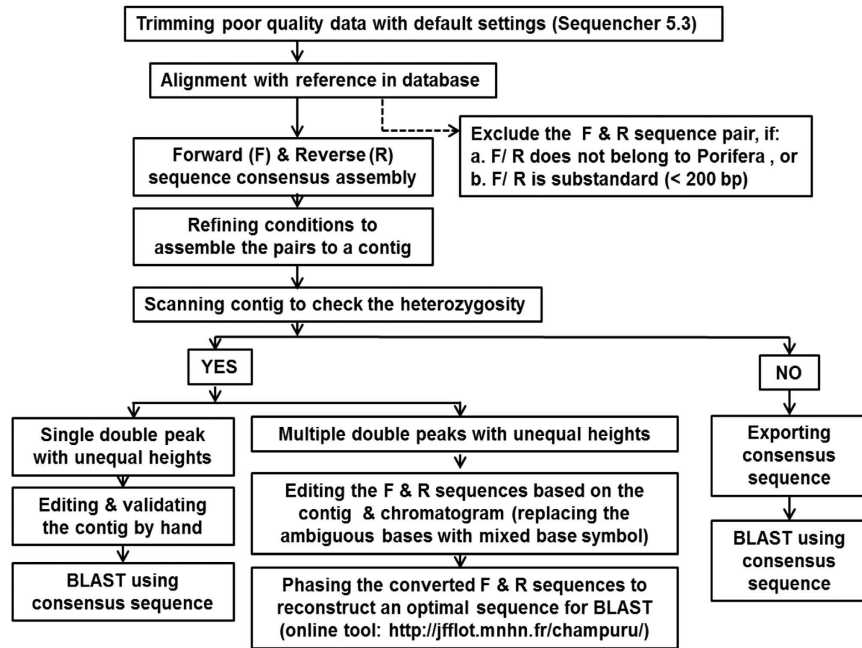 Trimming poor quality data with default settings (Sequencher 5.3)
Alignment with reference in database
Exclude the F & R sequence pair, if:
a. F/ R does not belong to Porifera , or
b. F/ R is substandard (< 200 bp)
Forward (F) & Reverse (R)
sequence consensus assembly
Refining conditions to
assemble the pairs to a contig
Scanning contig to check the heterozygosity
YES
NO
Single double peak
with unequal heights
Editing & validating
the contig by hand
BLAST using
consensus sequence
Multiple double peaks with unequal heights
Editing the F & R sequences based on the
contig & chromatogram (replacing the
ambiguous bases with mixed base symbol)
Phasing the converted F & R sequences to
reconstruct an optimal sequence for BLAST
(online tool: http://jfflot.mnhn.fr/champuru/)
Exporting
consensus
sequence
BLAST using
consensus
sequence